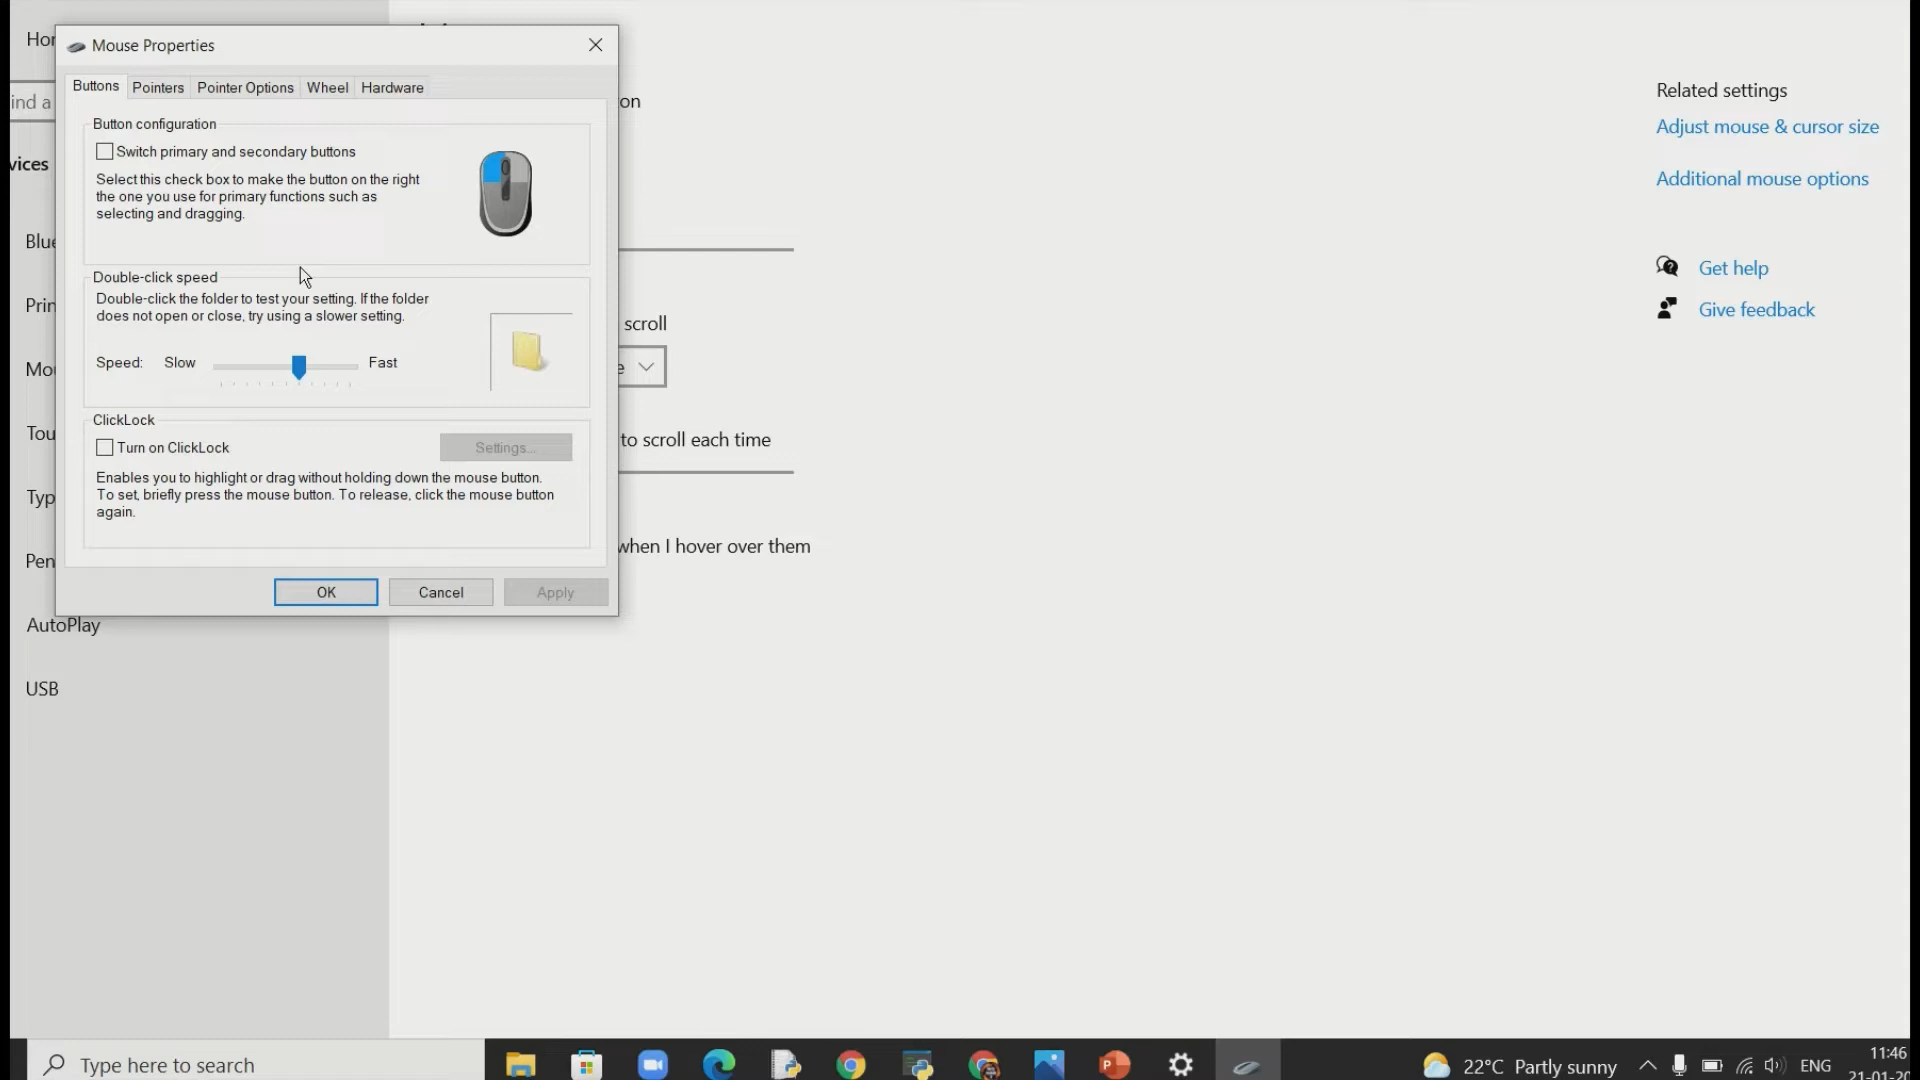 Mouse Properties
Buttons Pointers Pointer Options Wheel Hardware
Button configuration
Switch primary and secondary buttons
Select this check box to make the button on the right
the one you use for primary functions such as
selecting and dragging.
Double-click speed
Double-click the folder to test your setting. If the folder
does not open or close, try using a slower setting.
Speed: Slow Fast
ClickLock
Turn on ClickLock
Settings...
Enables you to highlight or drag without holding down the mouse button.
To set, briefly press the mouse button. To release, click the mouse button
again.
OK Cancel Apply
Hor
ind a
vices
Blue
Prin
Mou
Tou
Typ
Pen
AutoPlay
USB
on
scroll
e
to scroll each time
when I hover over them
Related settings
Adjust mouse & cursor size
Additional mouse options
Get help
Give feedback
Type here to search
22°C Partly sunny
ENG
11:46
21-01-20